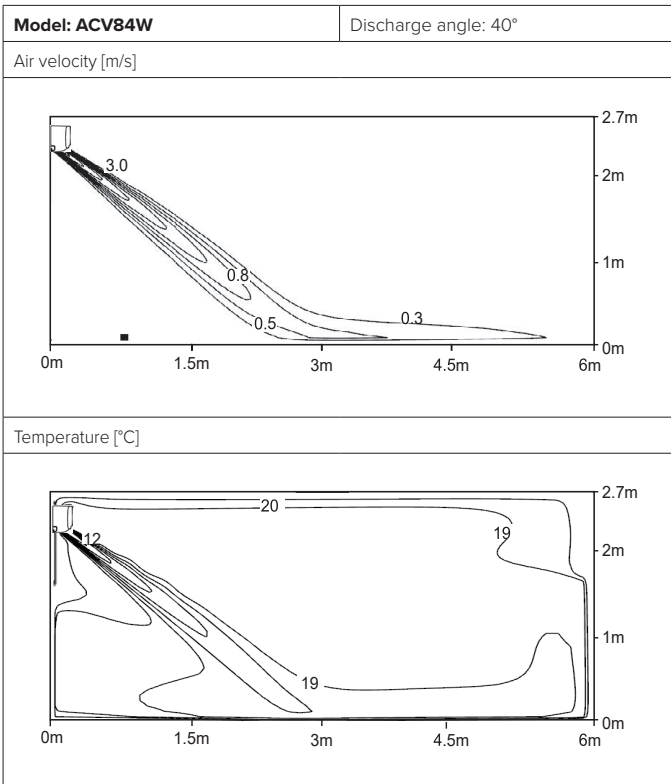 Model: ACV84W
Discharge angle: 40°
Air velocity [m/s]
2.7m
3.0
2m
1m
0.8
0.5
0.3
0m
0m
1.5m
3m
4.5m
6m
Temperature [°C]
2.7m
20
19
12
2m
1m
19
0m
0m
1.5m
3m
4.5m
6m